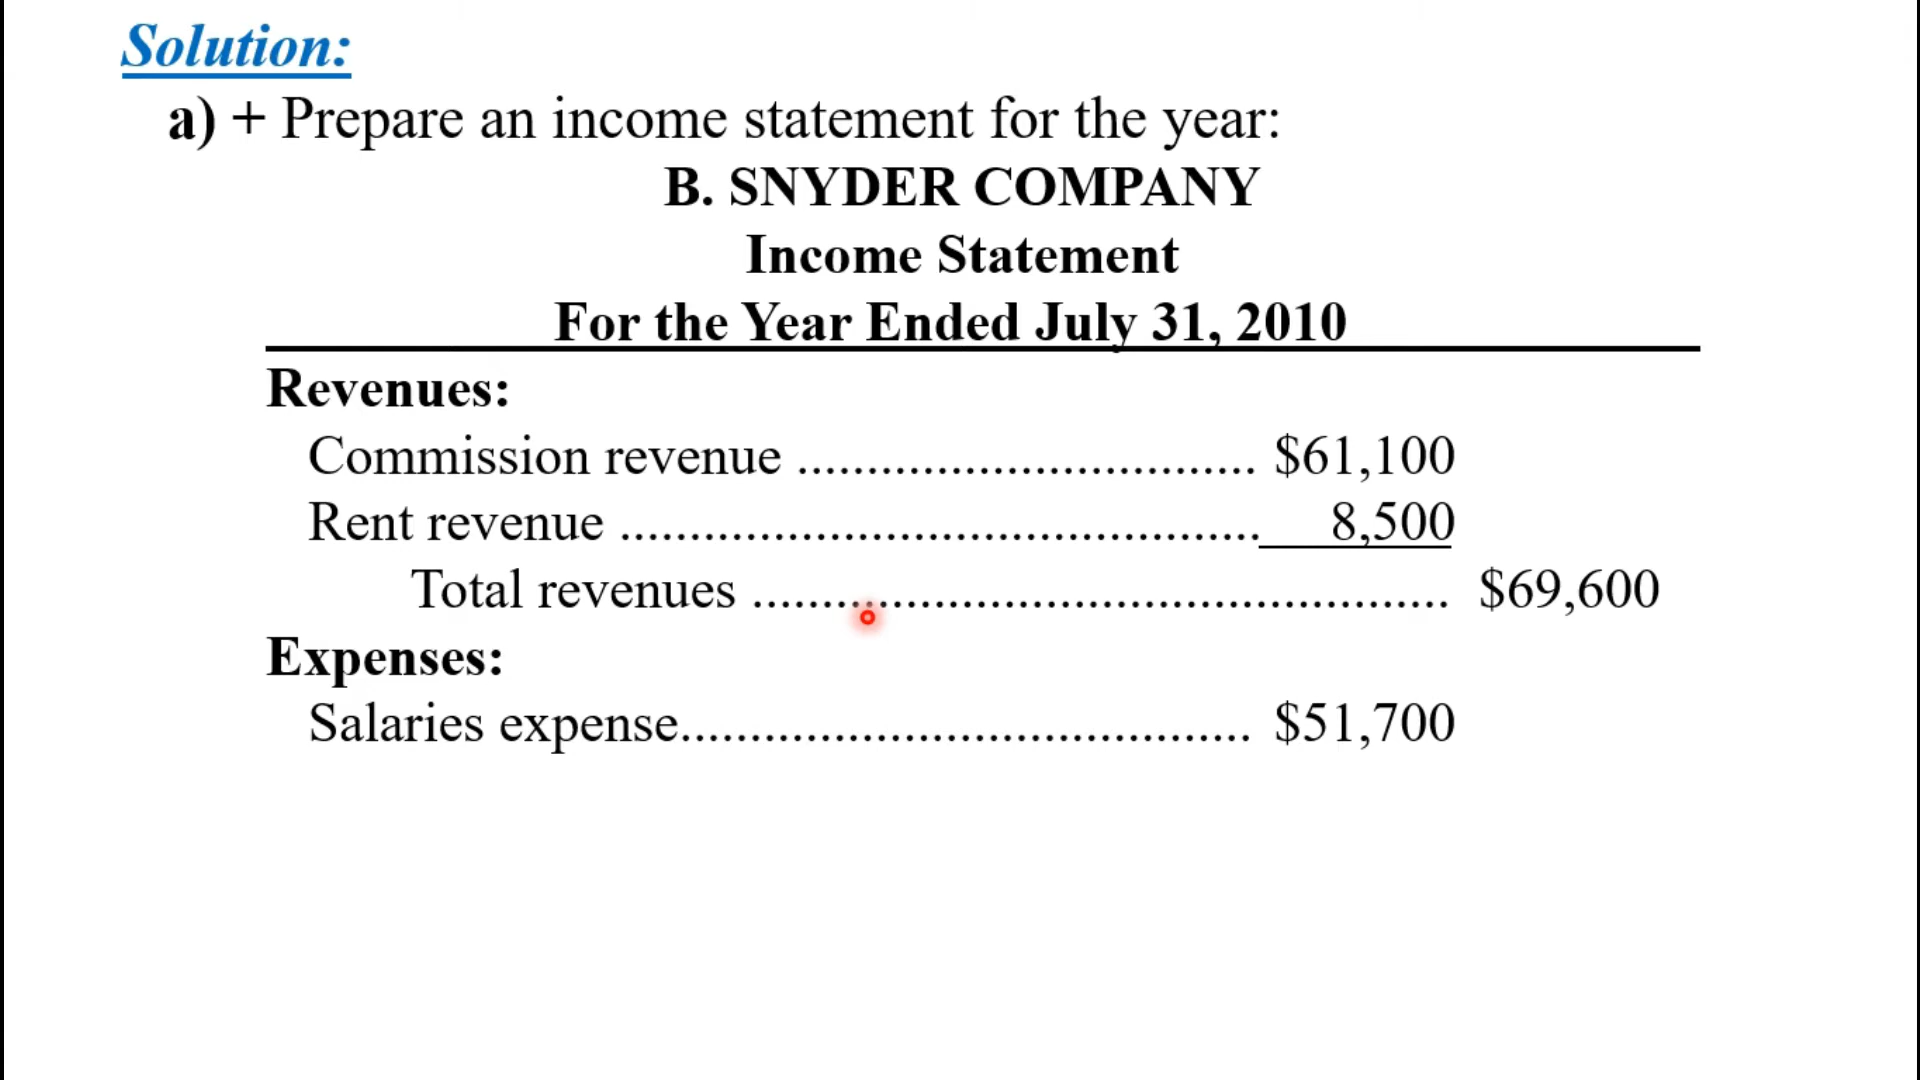 Solution:
a) + Prepare an income statement for the year:
B. SNYDER COMPANY
Income Statement
For the Year Ended July 31, 2010
Revenues:
Commission revenue ................................. $61,100
Rent revenue .............................................. 8,500
Total revenues .................................................. $69,600
Expenses:
Salaries expense......................................... $51,700